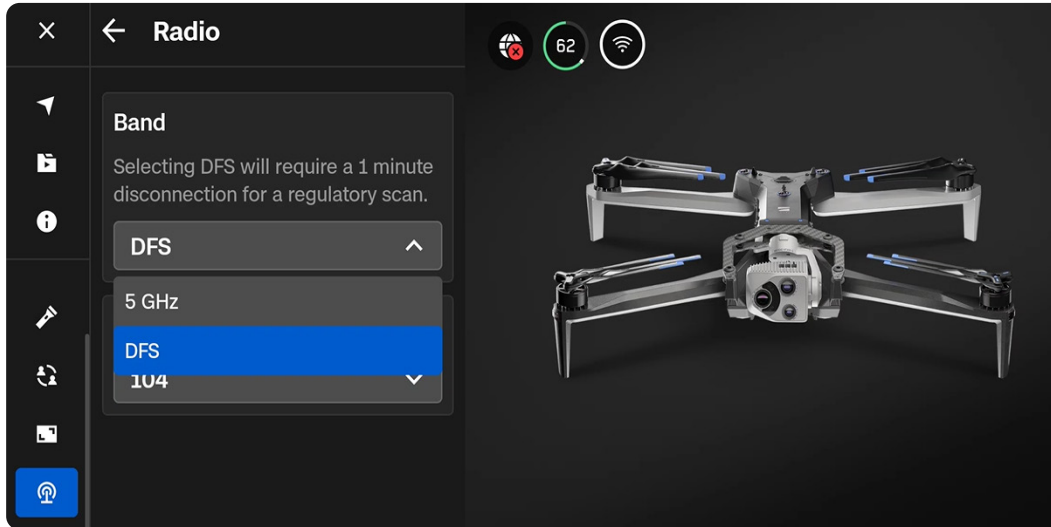 Radio
62
Band
Selecting DFS will require a 1 minute
disconnection for a regulatory scan.
DFS
5 GHz
DFS
104